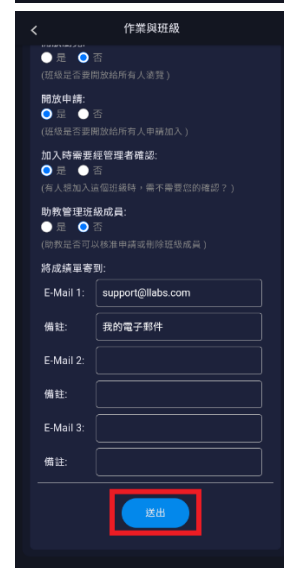 作業與班級
是 否
(班級是否要開放給所有人瀏覽)
開放申請:
是 否
(班級是否要開放給所有人申請加入)
加入時需要經管理者確認:
是 否
(有人想加入這個班級時，需不需要您的確認？)
助教管理班級成員:
是 否
(助教是否可以核准申請或刪除班級成員)
將成績單寄到:
E-Mail 1: support@llabs.com
備註: 我的電子郵件
E-Mail 2:
備註:
E-Mail 3:
備註:
送出